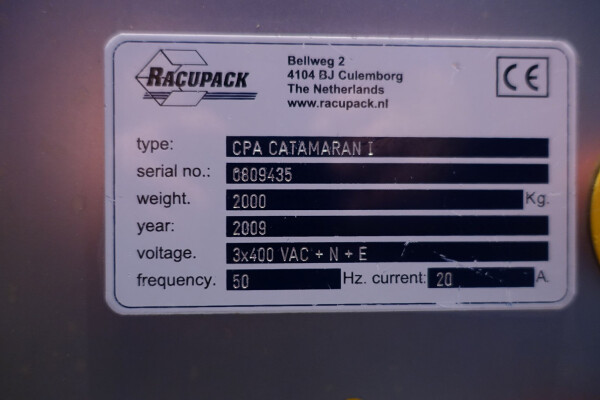 RACUPACK
Bellweg 2
4104 BJ Culemborg
The Netherlands
www.racupack.nl
CE
type: CPA CATAMARAN I
serial no.: 0809435
weight. 2000 Kg.
year: 2009
voltage. 3x400 VAC + N + E
frequency. 50 Hz. current: 20 A.